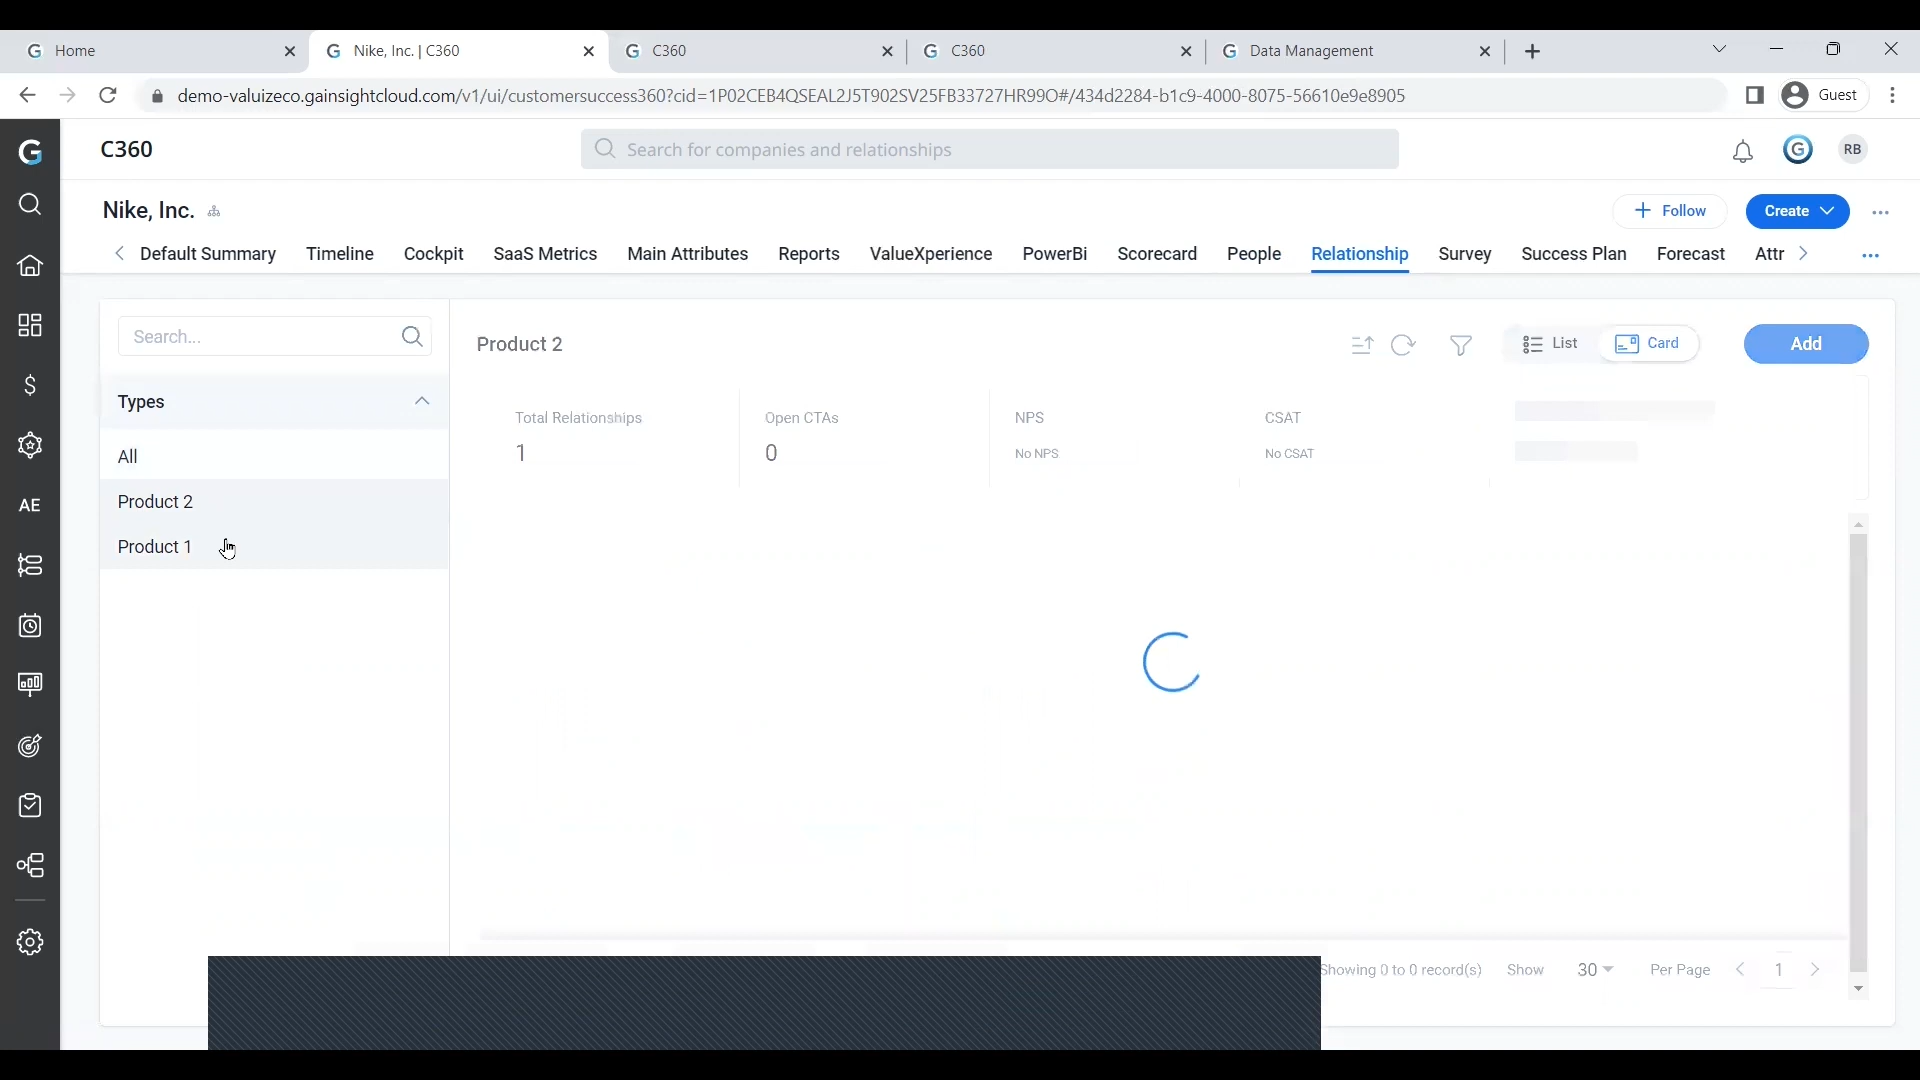 Home
Nike, Inc. | C360
C360
C360
Data Management
demo-valuizeco.gainsightcloud.com/v1/ui/customersuccess360?cid=1P02CEB4QSEAL2J5T902SV25FB33727HR99O#/434d2284-b1c9-4000-8075-56610e9e8905
Guest
C360
Search for companies and relationships
RB
Nike, Inc.
Follow
Create
Default Summary
Timeline
Cockpit
SaaS Metrics
Main Attributes
Reports
ValueXperience
PowerBi
Scorecard
People
Relationship
Survey
Success Plan
Forecast
Attr
AE
Search...
Types
All
Product 2
Product 1
Product 2
List
Card
Add
Total Relationships
1
Open CTAs
0
NPS
No NPS
CSAT
No CSAT
Showing 0 to 0 record(s)
Show
30
Per Page
1